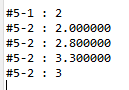 #5-1 : 2
#5-2 : 2.000000
#5-2 : 2.800000
#5-2 : 3.300000
#5-2 : 3